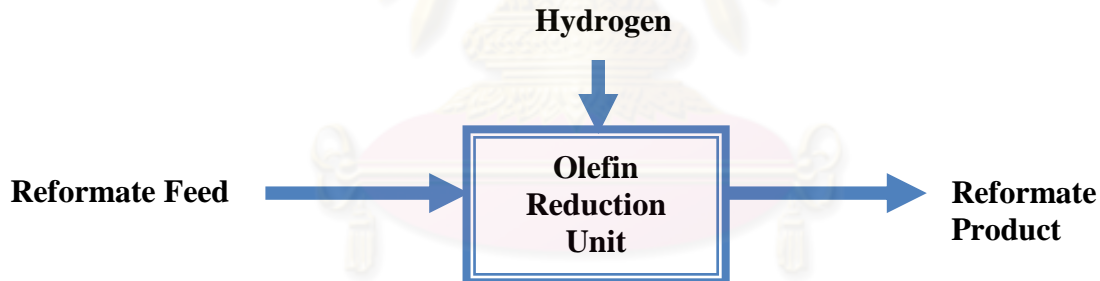 Hydrogen
Reformate Feed
Olefin
Reduction
Unit
Reformate
Product